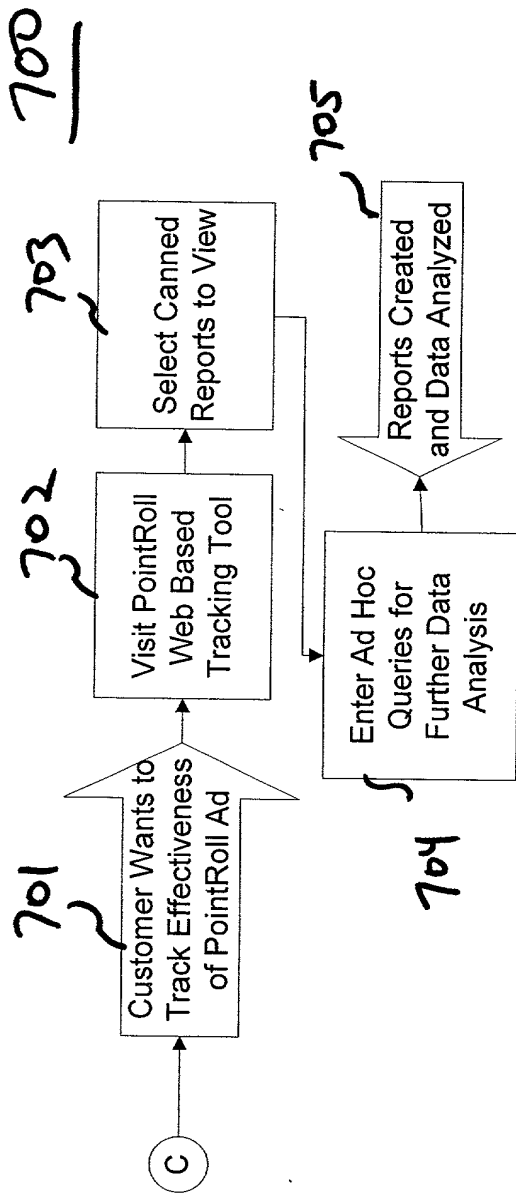 700
C
701
Customer Wants to
Track Effectiveness
of PointRoll Ad
702
Visit PointRoll
Web Based
Tracking Tool
703
Select Canned
Reports to View
704
Enter Ad Hoc
Queries for
Further Data
Analysis
705
Reports Created
and Data Analyzed